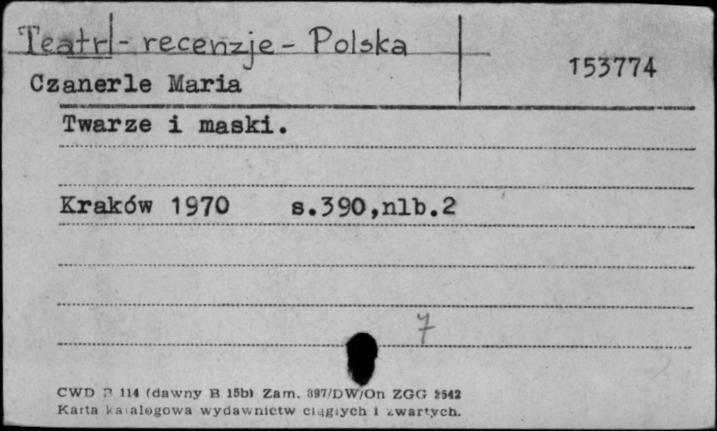 Teatr - recenzje - Polska
153774
Czanerle Maria
Twarze i maski.
Kraków 1970 s.390,nlb.2
7
CWD B 114 (dawny B 15b) Zam. 897/DW/On ZGG 2542
Karta katalogowa wydawnictw ciągłych i zwartych.